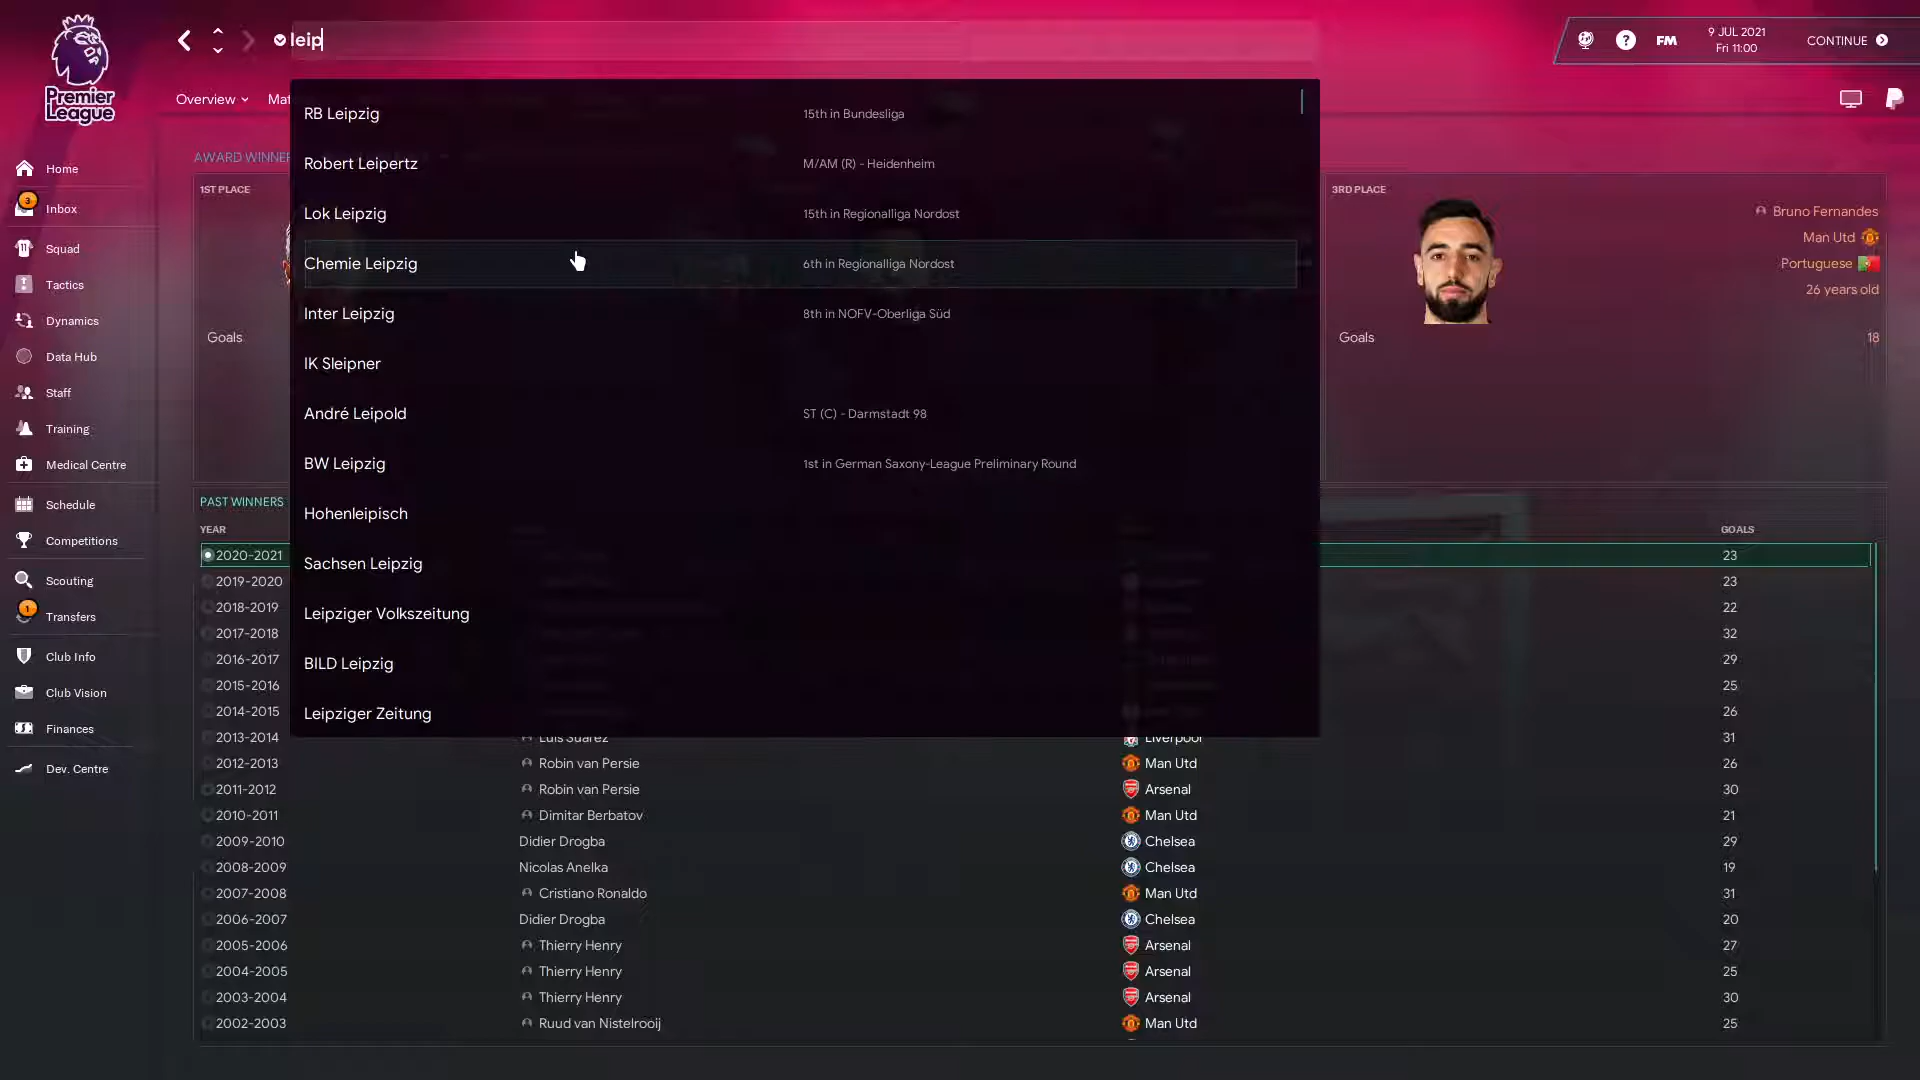 Premier
League
leip
9 JUL 2021
Fri 11:00
FM
CONTINUE
Overview
Mat
RB Leipzig 15th in Bundesliga
Robert Leipertz M/AM (R) - Heidenheim
Lok Leipzig 15th in Regionalliga Nordost
Chemie Leipzig 6th in Regionalliga Nordost
Inter Leipzig 8th in NOFV-Oberliga Süd
IK Sleipner
André Leipold ST (C) - Darmstadt 98
BW Leipzig 1st in German Saxony-League Preliminary Round
Hohenleipisch
Sachsen Leipzig
Leipziger Volkszeitung
BILD Leipzig
Leipziger Zeitung
Home
3
Inbox
Squad
Tactics
Dynamics
Data Hub
Staff
Training
Medical Centre
Schedule
Competitions
Scouting
1
Transfers
Club Info
Club Vision
Finances
Dev. Centre
AWARD WINNER
1ST PLACE
Goals
3RD PLACE
Bruno Fernandes
Man Utd
Portuguese
26 years old
Goals 18
PAST WINNERS
YEAR GOALS
2020-2021 23
2019-2020 23
2018-2019 22
2017-2018 32
2016-2017 29
2015-2016 25
2014-2015 26
2013-2014 Luis Suárez Liverpool 31
2012-2013 Robin van Persie Man Utd 26
2011-2012 Robin van Persie Arsenal 30
2010-2011 Dimitar Berbatov Man Utd 21
2009-2010 Didier Drogba Chelsea 29
2008-2009 Nicolas Anelka Chelsea 19
2007-2008 Cristiano Ronaldo Man Utd 31
2006-2007 Didier Drogba Chelsea 20
2005-2006 Thierry Henry Arsenal 27
2004-2005 Thierry Henry Arsenal 25
2003-2004 Thierry Henry Arsenal 30
2002-2003 Ruud van Nistelrooij Man Utd 25